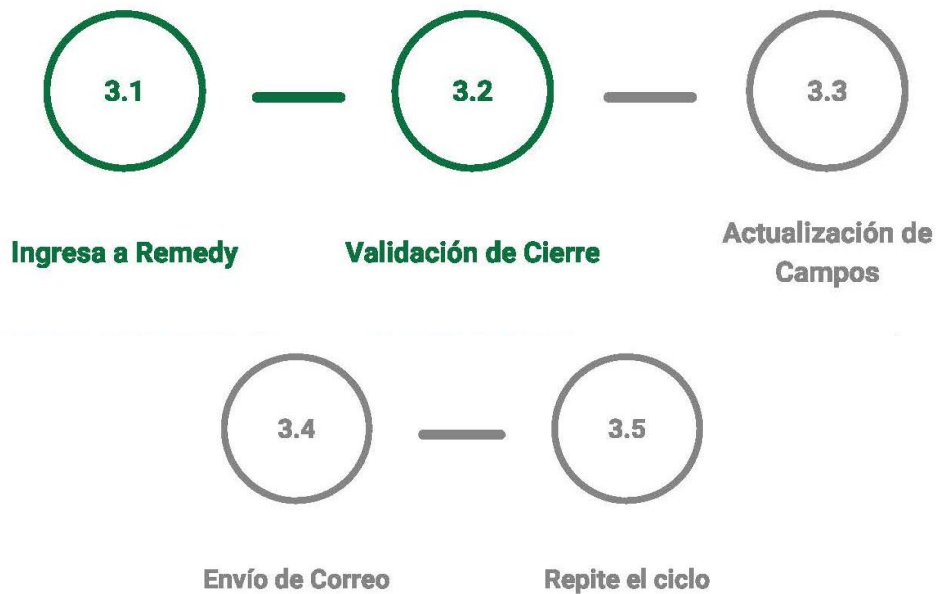 3.1
3.2
3.3
Ingresa a Remedy
Validación de Cierre
Actualización de
Campos
3.4
3.5
Envío de Correo
Repite el ciclo